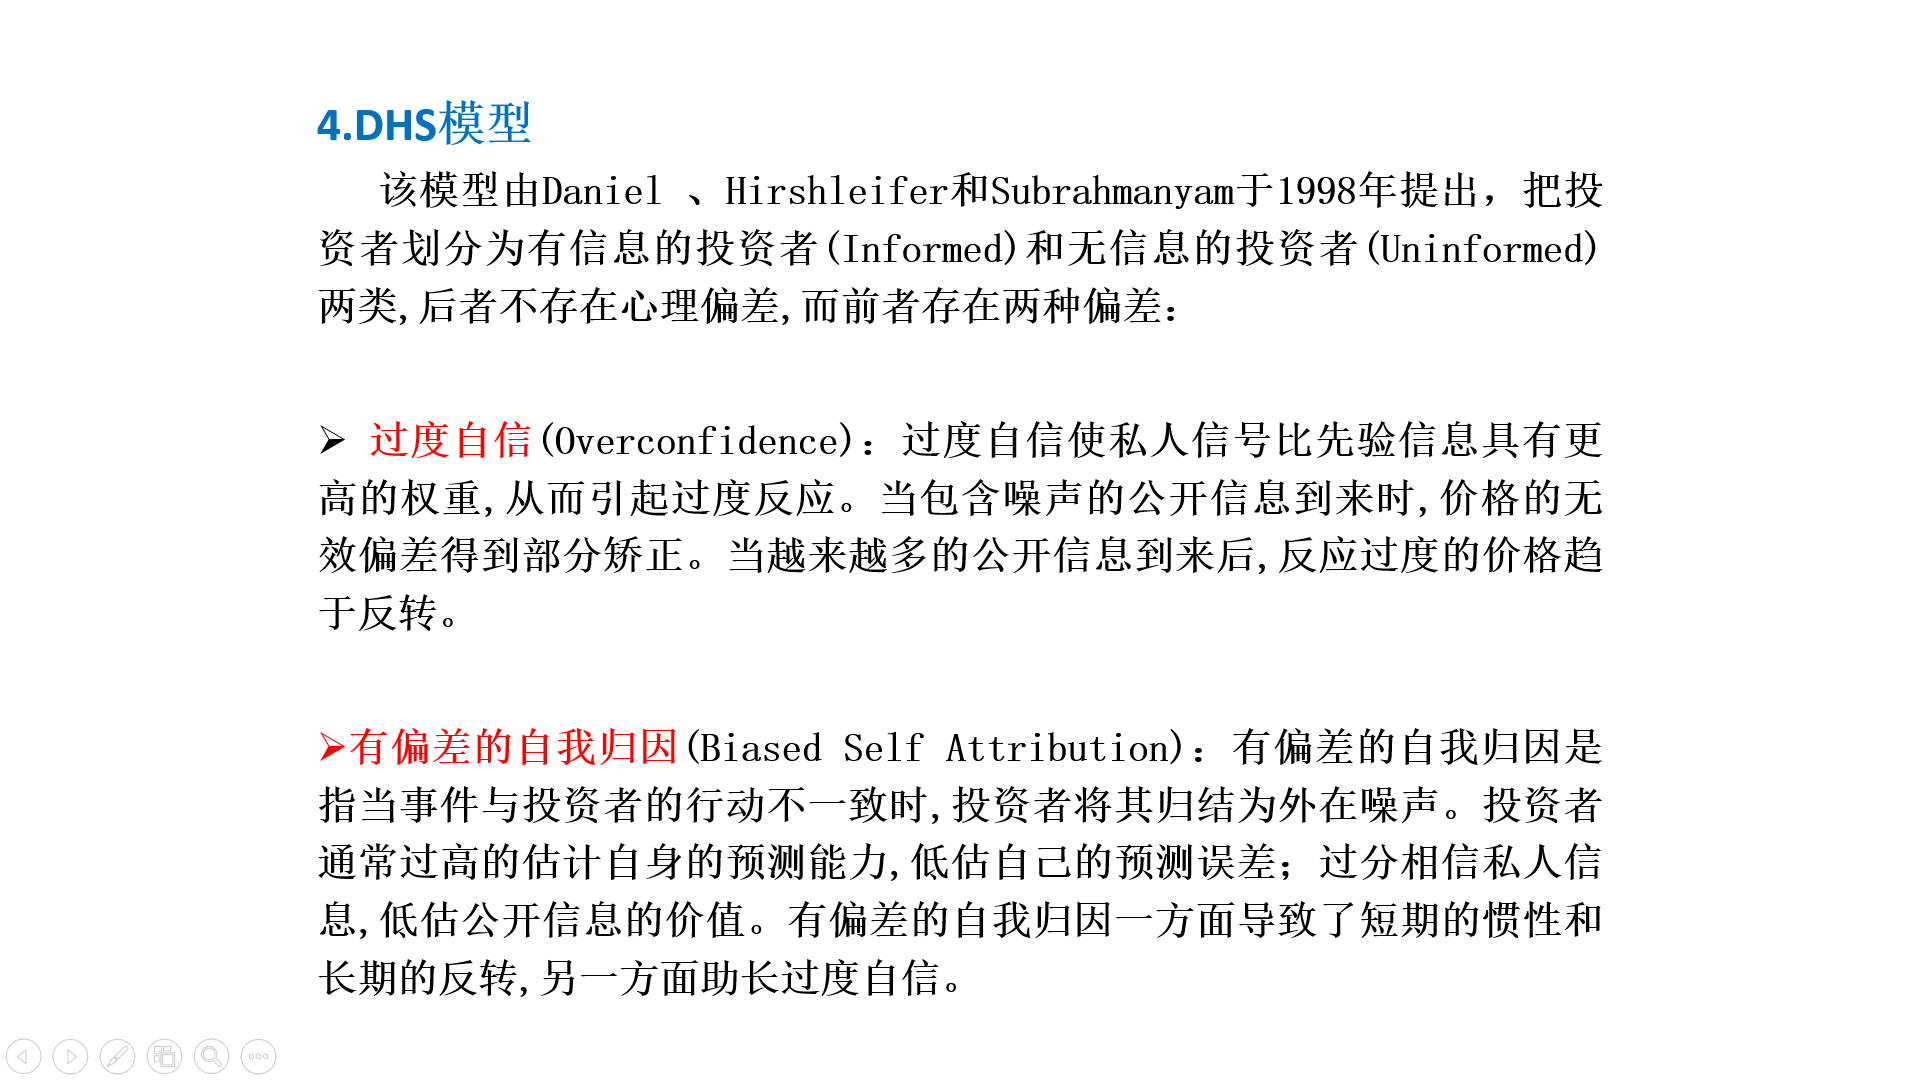 4.DHS模型
该模型由Daniel 、Hirshleifer和Subrahmanyam于1998年提出，把投
资者划分为有信息的投资者(Informed)和无信息的投资者(Uninformed)
两类,后者不存在心理偏差,而前者存在两种偏差：
➢ 过度自信(Overconfidence)：过度自信使私人信号比先验信息具有更
高的权重,从而引起过度反应。当包含噪声的公开信息到来时,价格的无
效偏差得到部分矫正。当越来越多的公开信息到来后,反应过度的价格趋
于反转。
➢有偏差的自我归因(Biased Self Attribution)：有偏差的自我归因是
指当事件与投资者的行动不一致时,投资者将其归结为外在噪声。投资者
通常过高的估计自身的预测能力,低估自己的预测误差；过分相信私人信
息,低估公开信息的价值。有偏差的自我归因一方面导致了短期的惯性和
长期的反转,另一方面助长过度自信。